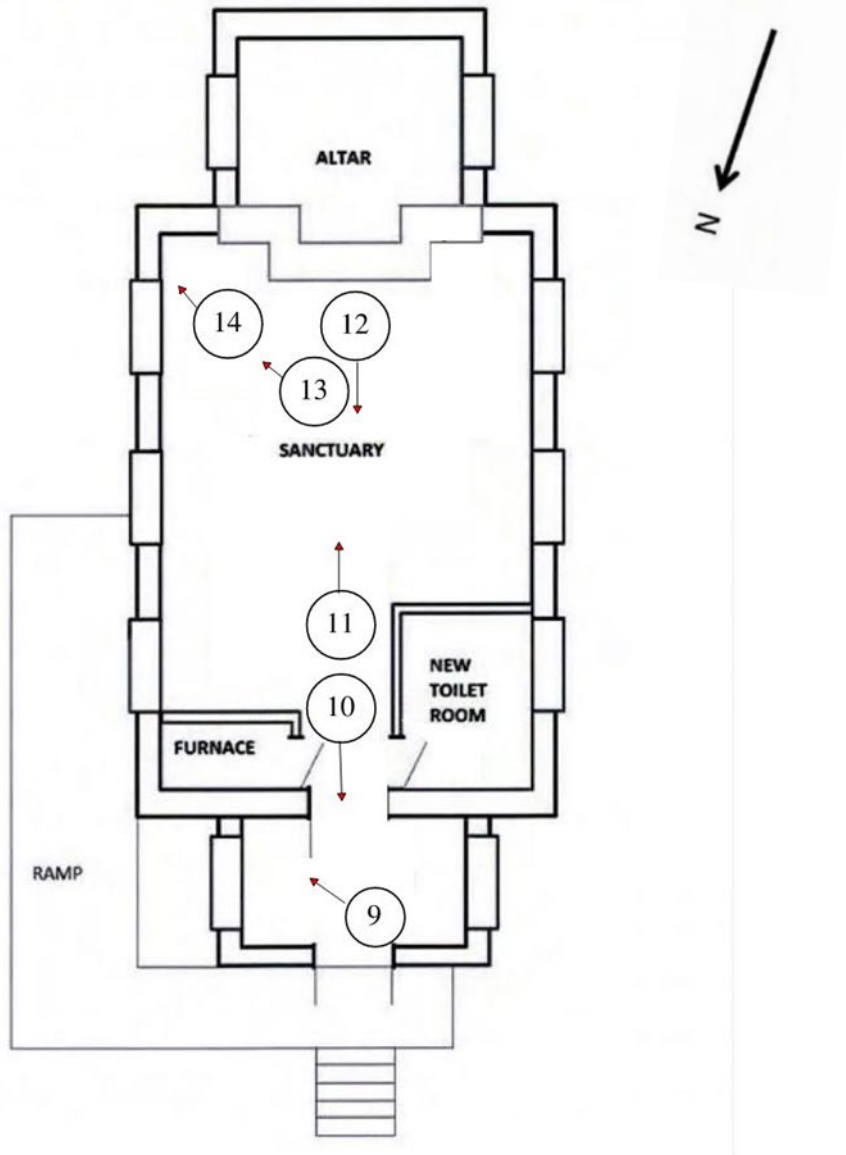 ALTAR
N
14
12
13
SANCTUARY
11
NEW
TOILET
ROOM
10
FURNACE
RAMP
9